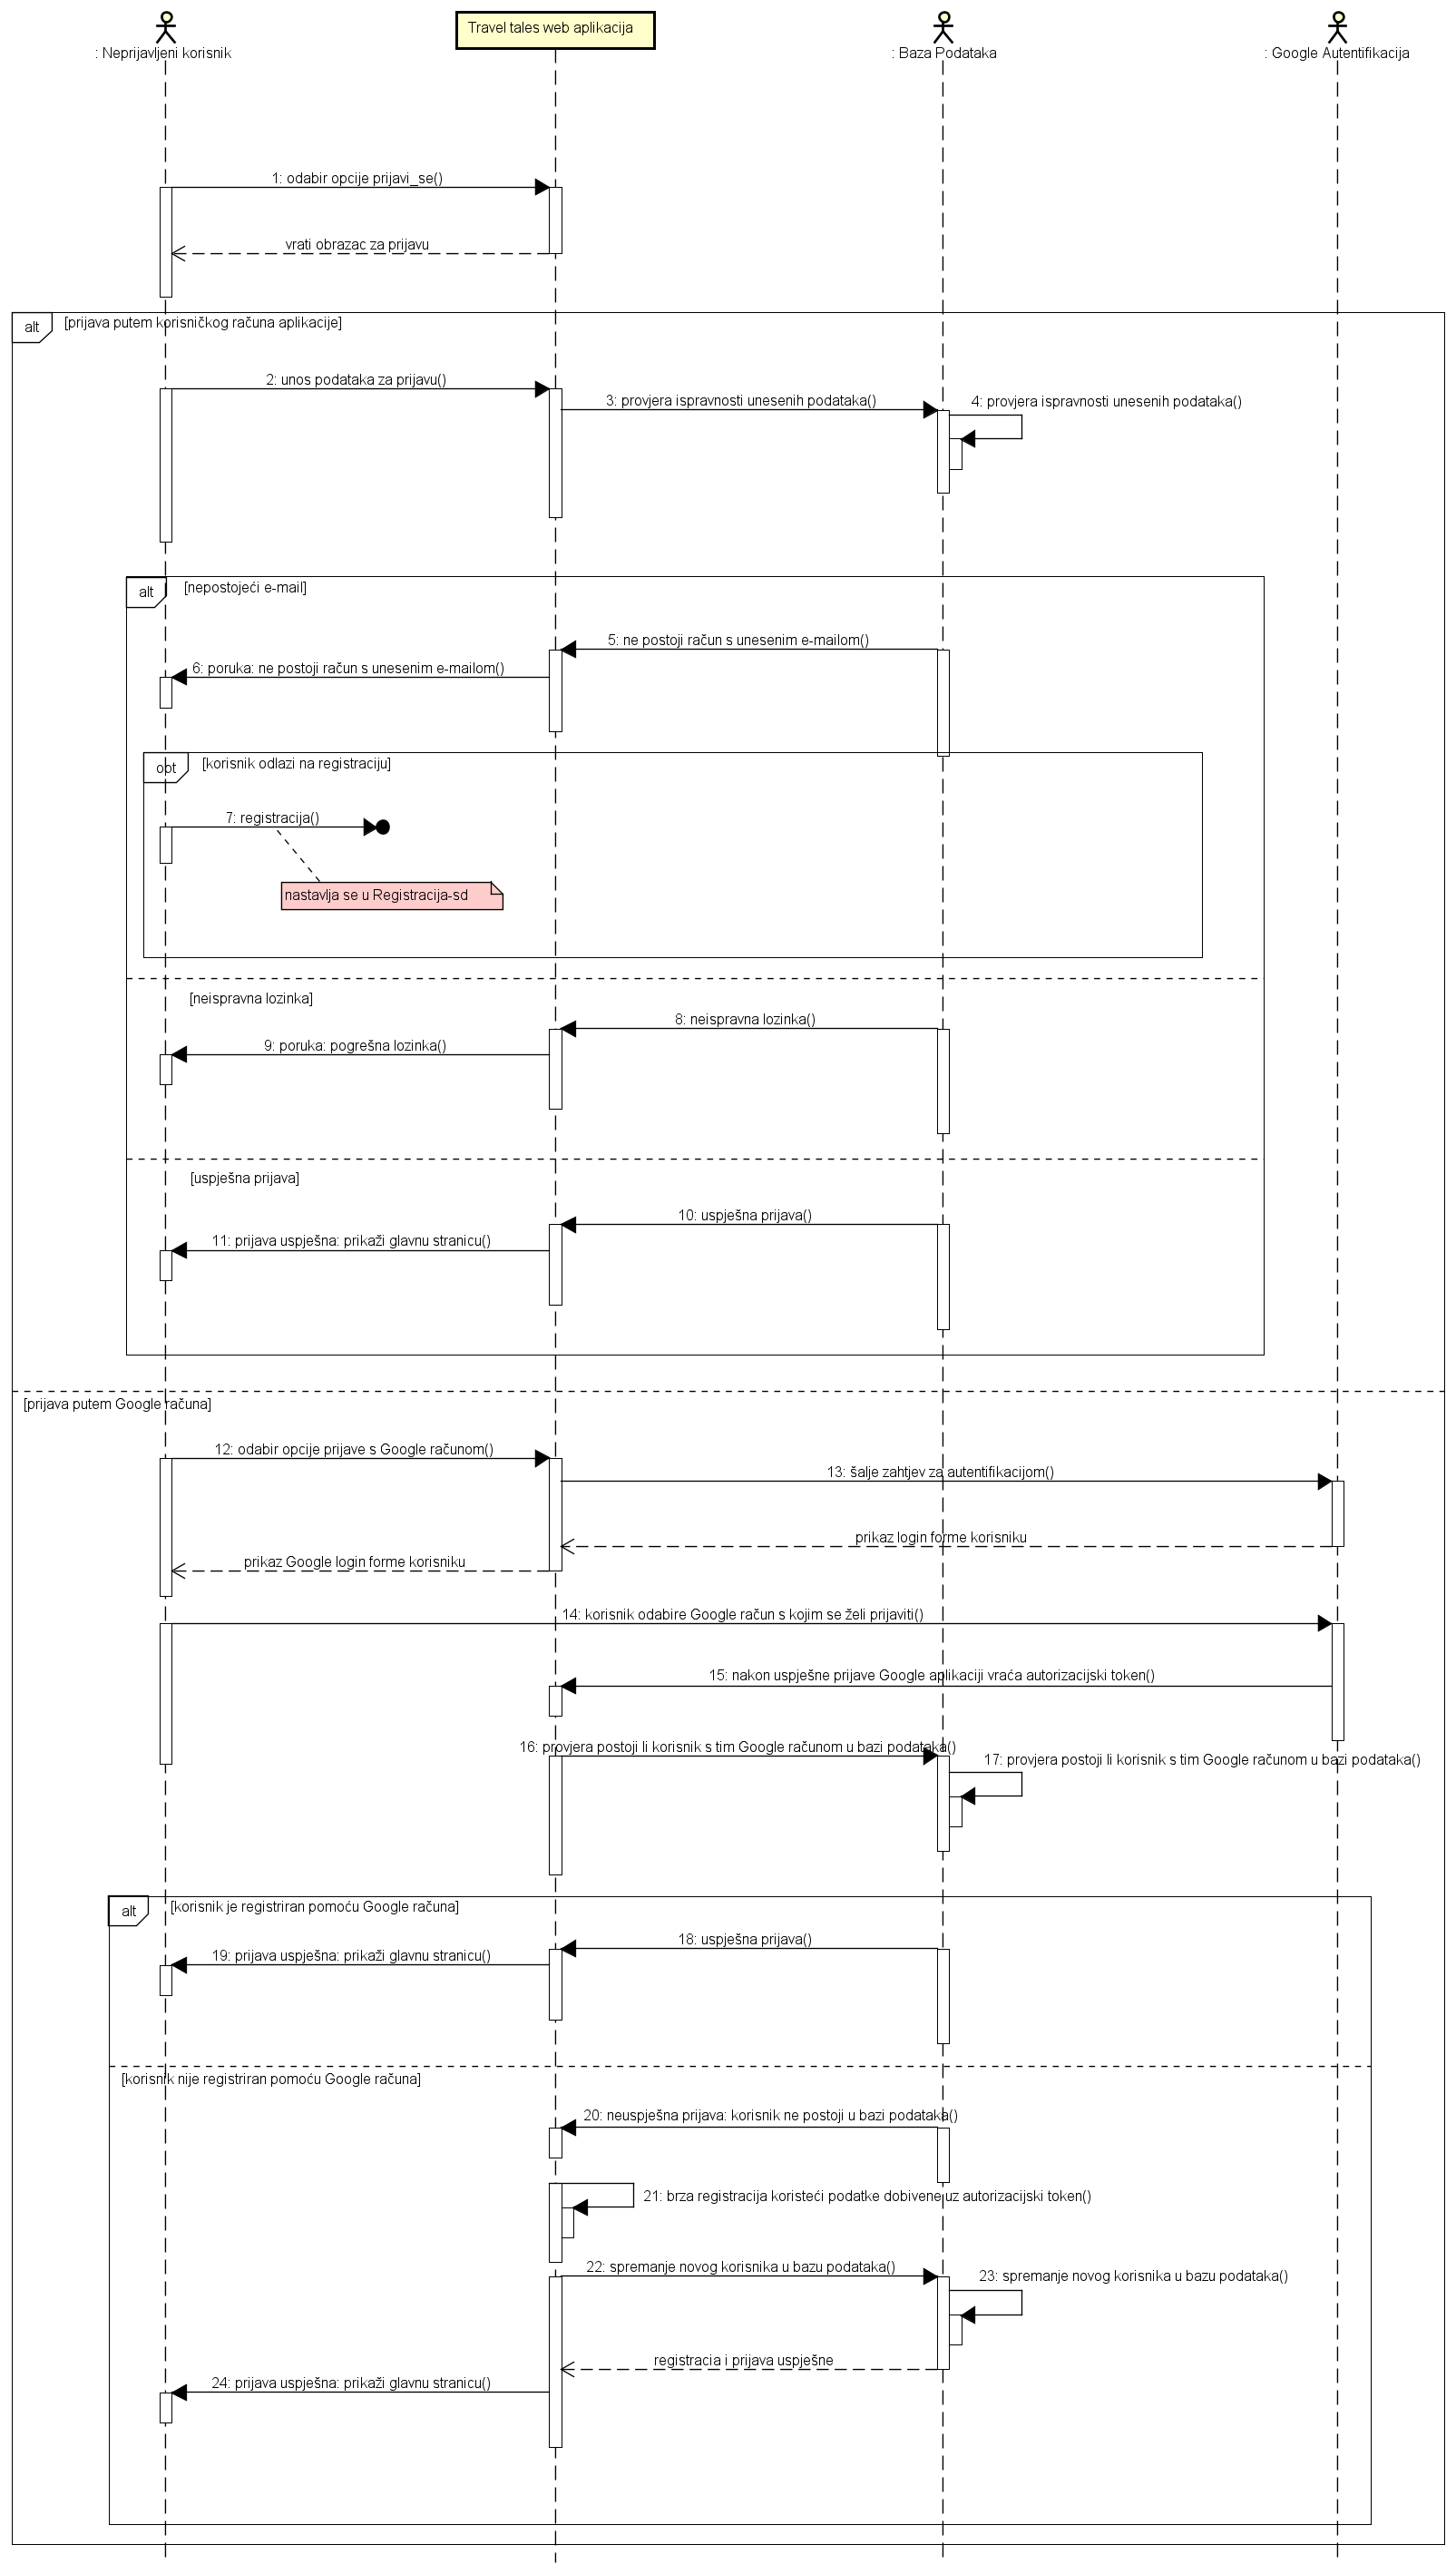 : Neprijavljeni korisnik
Travel tales web aplikacija
: Baza Podataka
: Google Autentifikacija
1: odabir opcije prijavi_se()
vrati obrazac za prijavu
alt
[prijava putem korisničkog računa aplikacije]
2: unos podataka za prijavu()
3: provjera ispravnosti unesenih podataka()
4: provjera ispravnosti unesenih podataka()
alt
[nepostojeći e-mail]
5: ne postoji račun s unesenim e-mailom()
6: poruka: ne postoji račun s unesenim e-mailom()
opt
[korisnik odlazi na registraciju]
7: registracija()
nastavlja se u Registracija-sd
[neispravna lozinka]
8: neispravna lozinka()
9: poruka: pogrešna lozinka()
[uspješna prijava]
10: uspješna prijava()
11: prijava uspješna: prikaži glavnu stranicu()
[prijava putem Google računa]
12: odabir opcije prijave s Google računom()
13: šalje zahtjev za autentifikacijom()
prikaz login forme korisniku
prikaz Google login forme korisniku
14: korisnik odabire Google račun s kojim se želi prijaviti()
15: nakon uspješne prijave Google aplikaciji vraća autorizacijski token()
16: provjera postoji li korisnik s tim Google računom u bazi podataka()
17: provjera postoji li korisnik s tim Google računom u bazi podataka()
alt
[korisnik je registriran pomoću Google računa]
18: uspješna prijava()
19: prijava uspješna: prikaži glavnu stranicu()
[korisnik nije registriran pomoću Google računa]
20: neuspješna prijava: korisnik ne postoji u bazi podataka()
21: brza registracija koristeći podatke dobivene uz autorizacijski token()
22: spremanje novog korisnika u bazu podataka()
23: spremanje novog korisnika u bazu podataka()
registracia i prijava uspješne
24: prijava uspješna: prikaži glavnu stranicu()